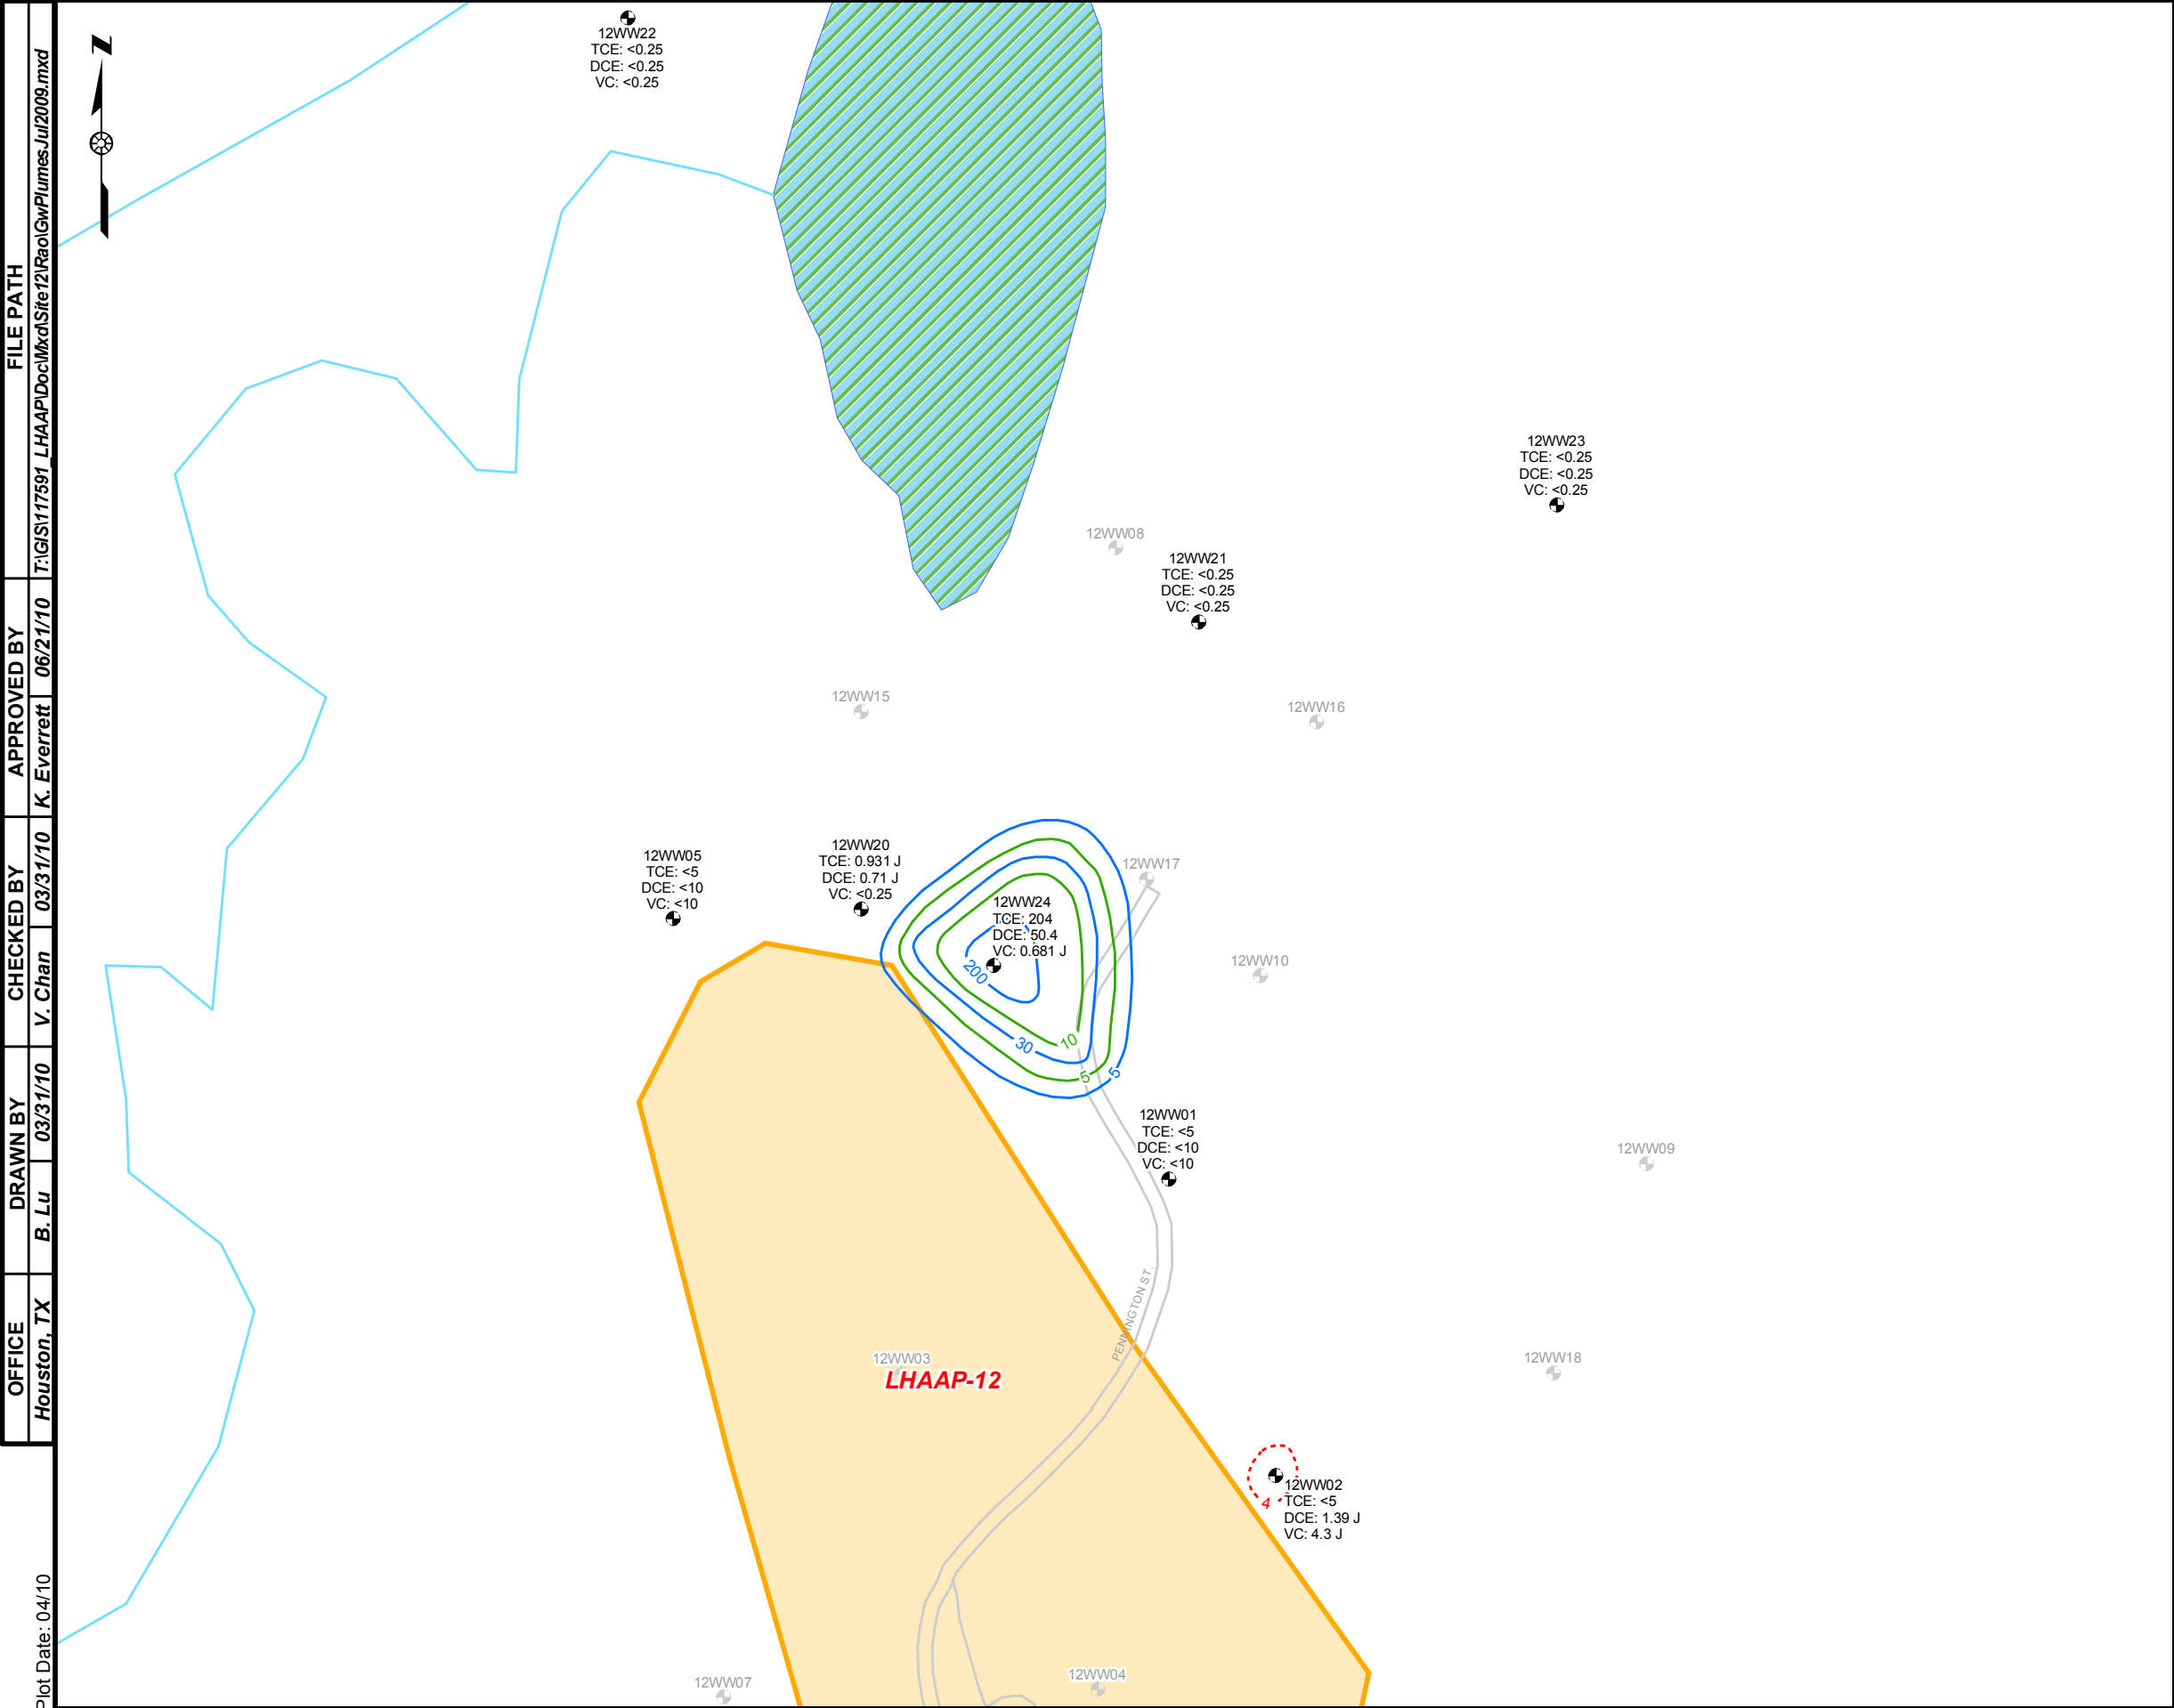 FILE PATH
T:\GIS\117591_LHAAP\Doc\Mxd\Site12\Rao\GwPlumesJul2009.mxd
APPROVED BY
K. Everrett 06/21/10
CHECKED BY
V. Chan 03/31/10
DRAWN BY
B. Lu 03/31/10
OFFICE
Houston, TX
Plot Date: 04/10
N
12WW22
TCE: <0.25
DCE: <0.25
VC: <0.25
12WW23
TCE: <0.25
DCE: <0.25
VC: <0.25
12WW08
12WW21
TCE: <0.25
DCE: <0.25
VC: <0.25
12WW15
12WW16
12WW05
TCE: <5
DCE: <10
VC: <10
12WW20
TCE: 0.931 J
DCE: 0.71 J
VC: <0.25
12WW17
12WW24
TCE: 204
DCE: 50.4
VC: 0.681 J
200
12WW10
10
30
5
5
12WW01
TCE: <5
DCE: <10
VC: <10
12WW09
PENNINGTON ST.
12WW03
LHAAP-12
12WW18
12WW02
TCE: <5
DCE: 1.39 J
VC: 4.3 J
4
12WW04
12WW07